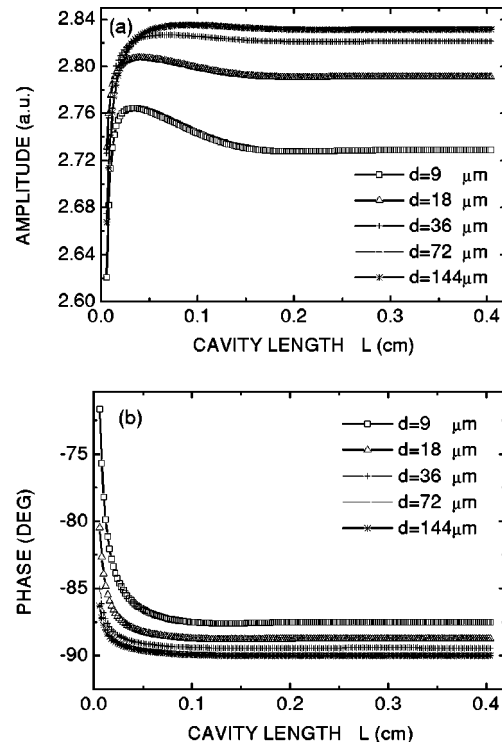 (a)
2.84
2.80
2.76
2.72
2.68
2.64
2.60
AMPLITUDE (a.u.)
d=9 μm
d=18 μm
d=36 μm
d=72 μm
d=144μm
0.0 0.1 0.2 0.3 0.4
CAVITY LENGTH L (cm)
(b)
-75
-80
-85
-90
PHASE (DEG)
d=9 μm
d=18 μm
d=36 μm
d=72 μm
d=144μm
0.0 0.1 0.2 0.3 0.4
CAVITY LENGTH L (cm)